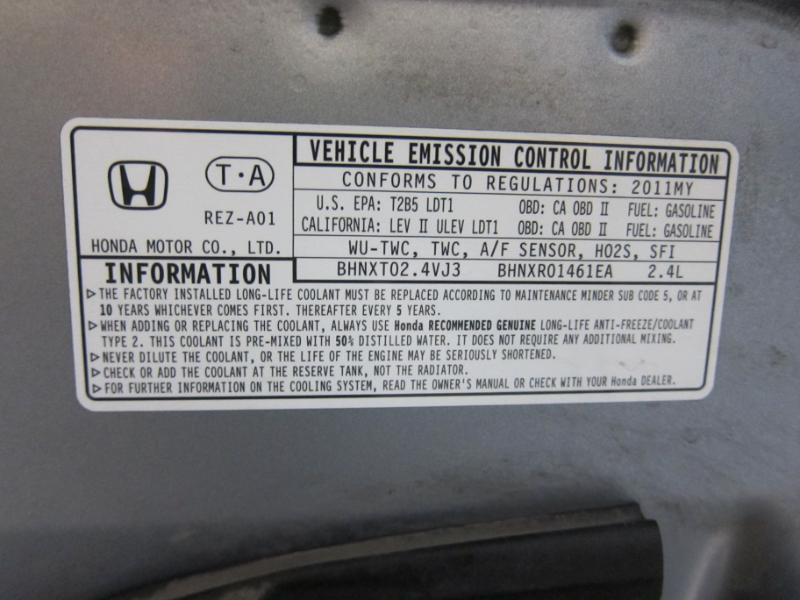 T·A
REZ-A01
HONDA MOTOR CO., LTD.
VEHICLE EMISSION CONTROL INFORMATION
CONFORMS TO REGULATIONS: 2011MY
U.S. EPA: T2B5 LDT1 OBD: CA OBD II FUEL: GASOLINE
CALIFORNIA: LEV II ULEV LDT1 OBD: CA OBD II FUEL: GASOLINE
WU-TWC, TWC, A/F SENSOR, HO2S, SFI
BHNXT02.4VJ3 BHNXR01461EA 2.4L
INFORMATION
▷THE FACTORY INSTALLED LONG-LIFE COOLANT MUST BE REPLACED ACCORDING TO MAINTENANCE MINDER SUB CODE 5, OR AT
10 YEARS WHICHEVER COMES FIRST. THEREAFTER EVERY 5 YEARS.
▷WHEN ADDING OR REPLACING THE COOLANT, ALWAYS USE Honda RECOMMENDED GENUINE LONG-LIFE ANTI-FREEZE/COOLANT
TYPE 2. THIS COOLANT IS PRE-MIXED WITH 50% DISTILLED WATER. IT DOES NOT REQUIRE ANY ADDITIONAL MIXING.
▷NEVER DILUTE THE COOLANT, OR THE LIFE OF THE ENGINE MAY BE SERIOUSLY SHORTENED.
▷CHECK OR ADD THE COOLANT AT THE RESERVE TANK, NOT THE RADIATOR.
▷FOR FURTHER INFORMATION ON THE COOLING SYSTEM, READ THE OWNER'S MANUAL OR CHECK WITH YOUR Honda DEALER.